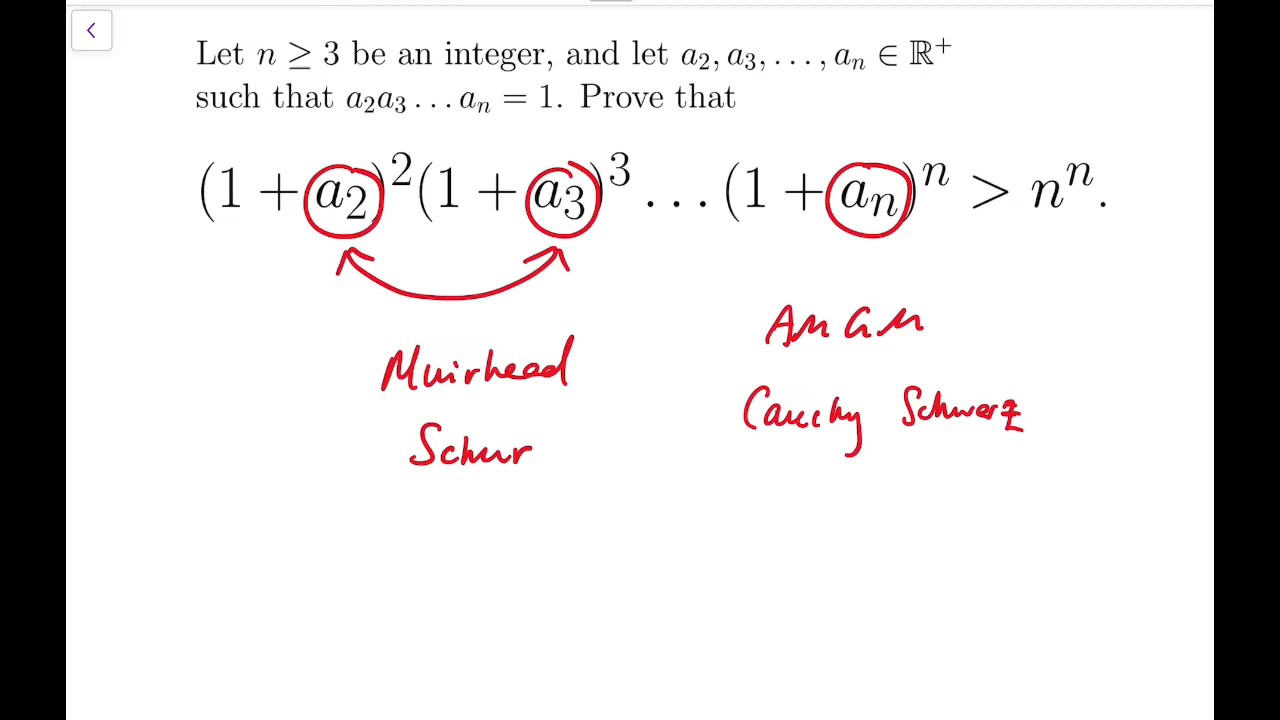 Let n ≥ 3 be an integer, and let a₂, a₃, . . . , aₙ ∈ ℝ⁺
such that a₂a₃ . . . aₙ = 1. Prove that
(1 + a₂)²(1 + a₃)³ . . . (1 + aₙ)ⁿ > nⁿ.
AM GM
Muirhead
Cauchy Schwarz
Schur